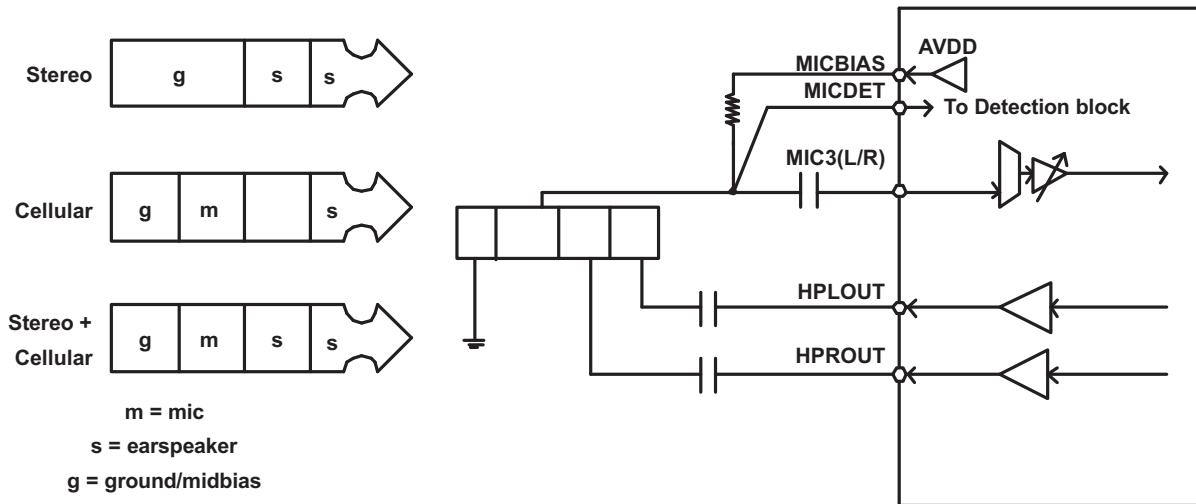 Stereo
g
s
s
Cellular
g
m
s
Stereo +
Cellular
g
m
s
s
m = mic
s = earspeaker
g = ground/midbias
MICBIAS
AVDD
MICDET
To Detection block
MIC3(L/R)
HPLOUT
HPROUT